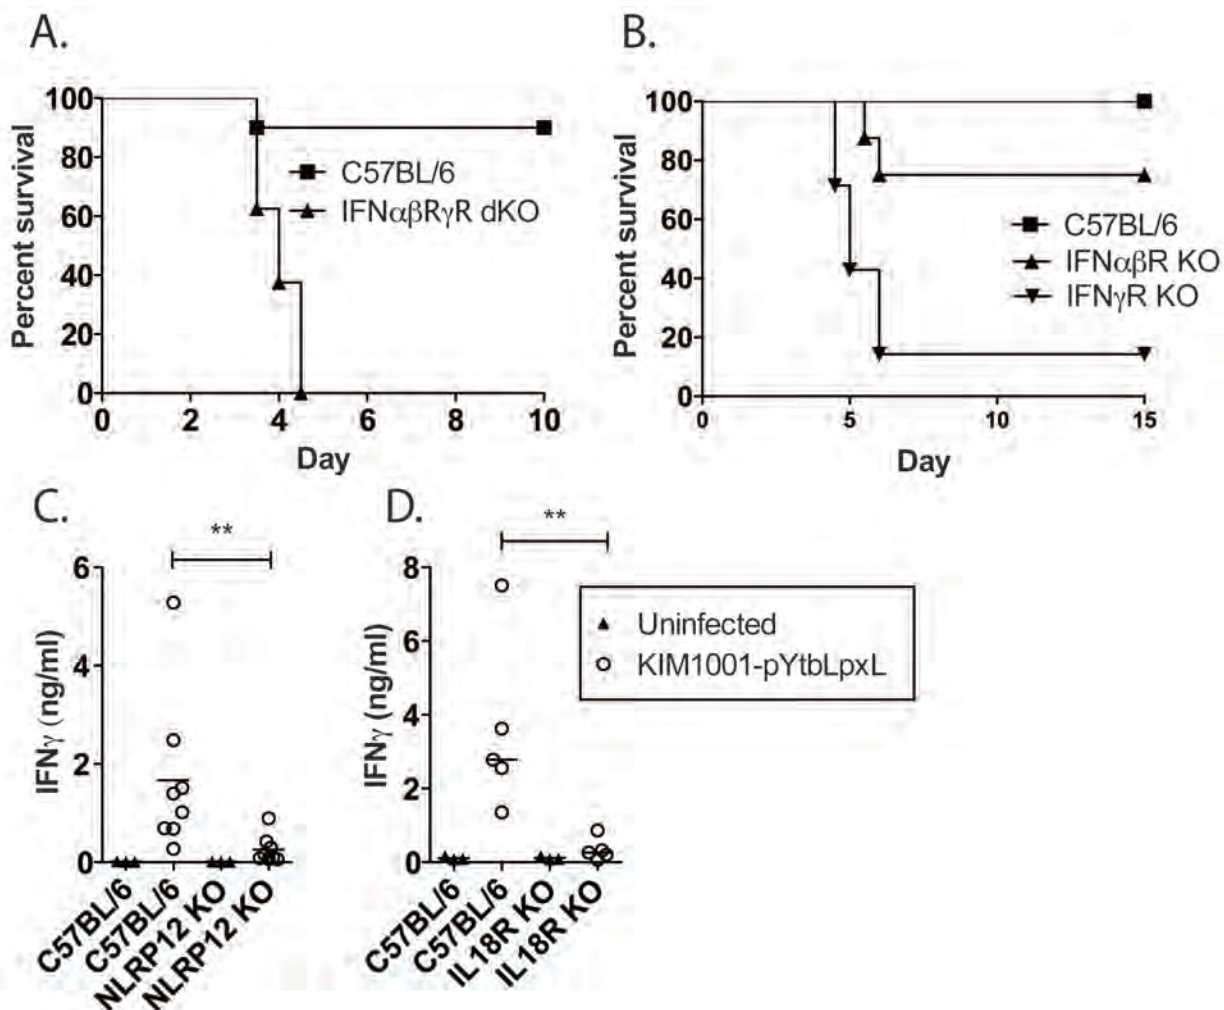 A.
B.
100
80
60
40
20
0
Percent survival
C57BL/6
IFNαβRγR dKO
0 2 4 6 8 10
Day
100
80
60
40
20
0
Percent survival
C57BL/6
IFNαβR KO
IFNγR KO
0 5 10 15
Day
C.
D.
**
6
4
2
0
IFNγ (ng/ml)
C57BL/6
C57BL/6
NLRP12 KO
NLRP12 KO
**
8
6
4
2
0
IFNγ (ng/ml)
C57BL/6
C57BL/6
IL18R KO
IL18R KO
Uninfected
KIM1001-pYtbLpxL